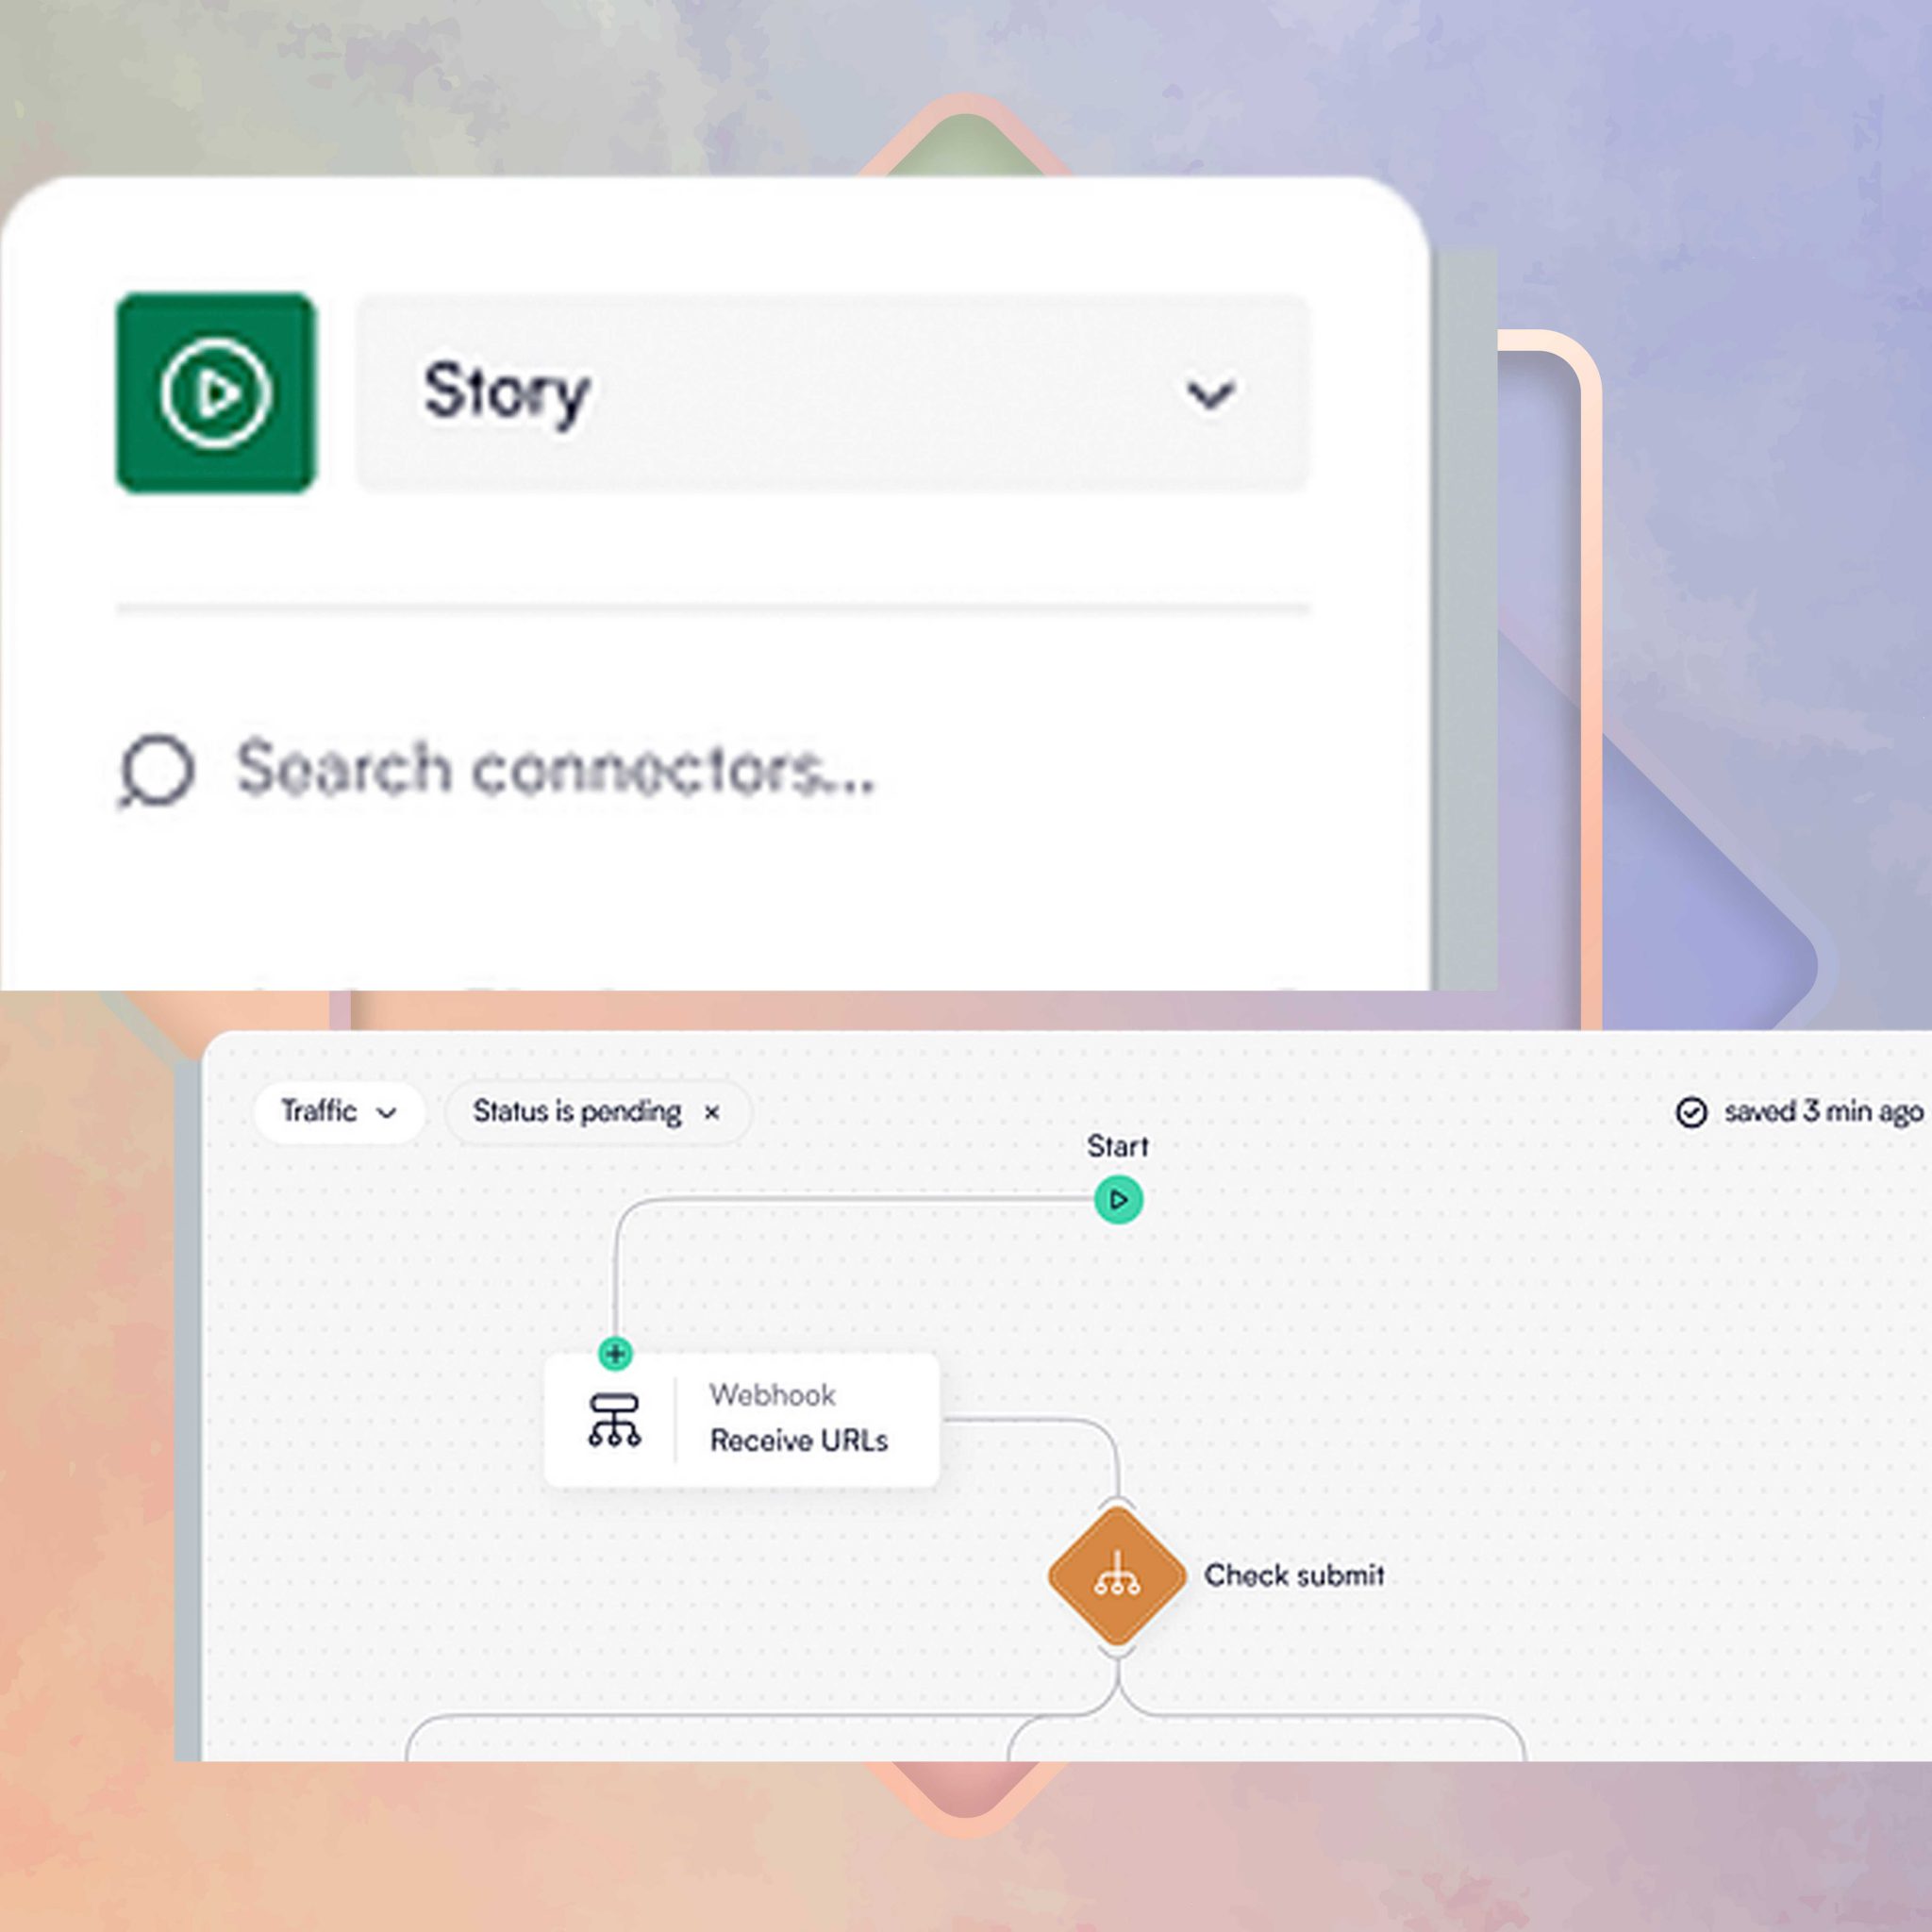 Story
Search connectors...
Traffic
Status is pending
saved 3 min ago
Start
Webhook
Receive URLs
Check submit